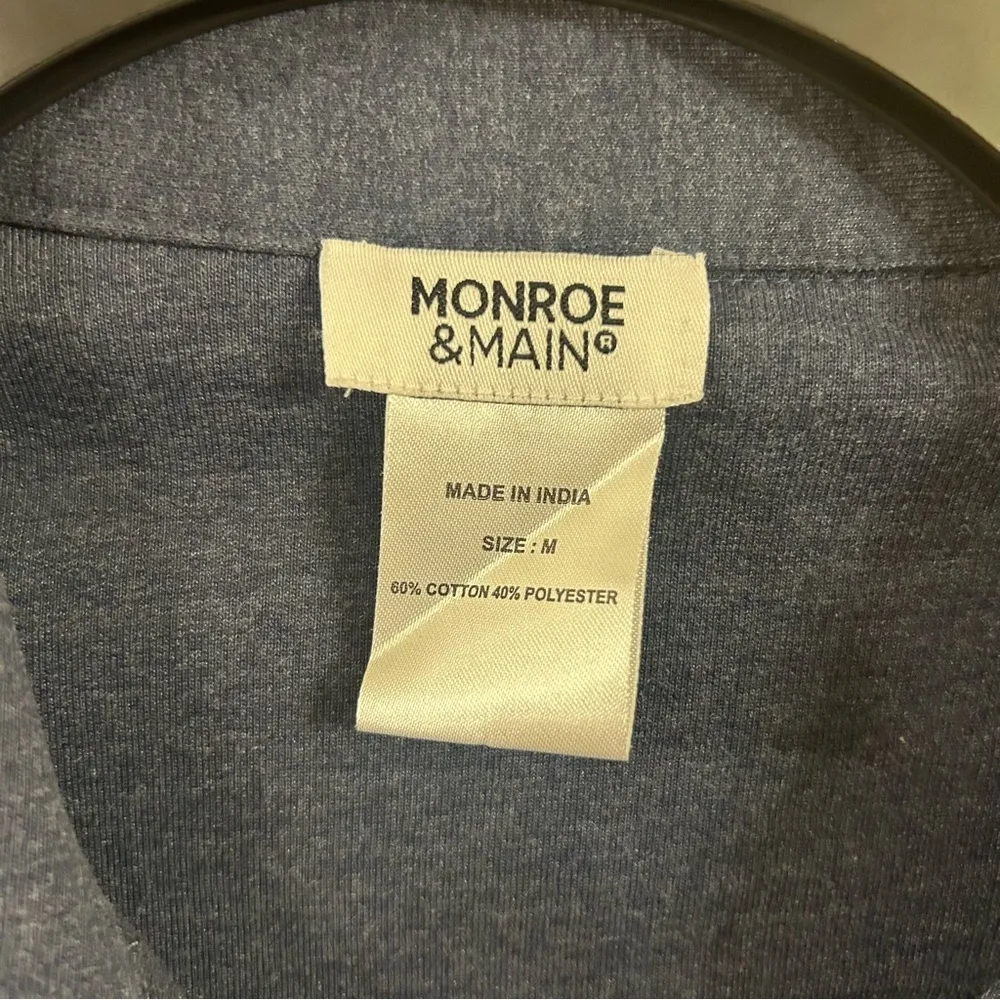 MONROE
&MAIN®
MADE IN INDIA
SIZE : M
60% COTTON 40% POLYESTER